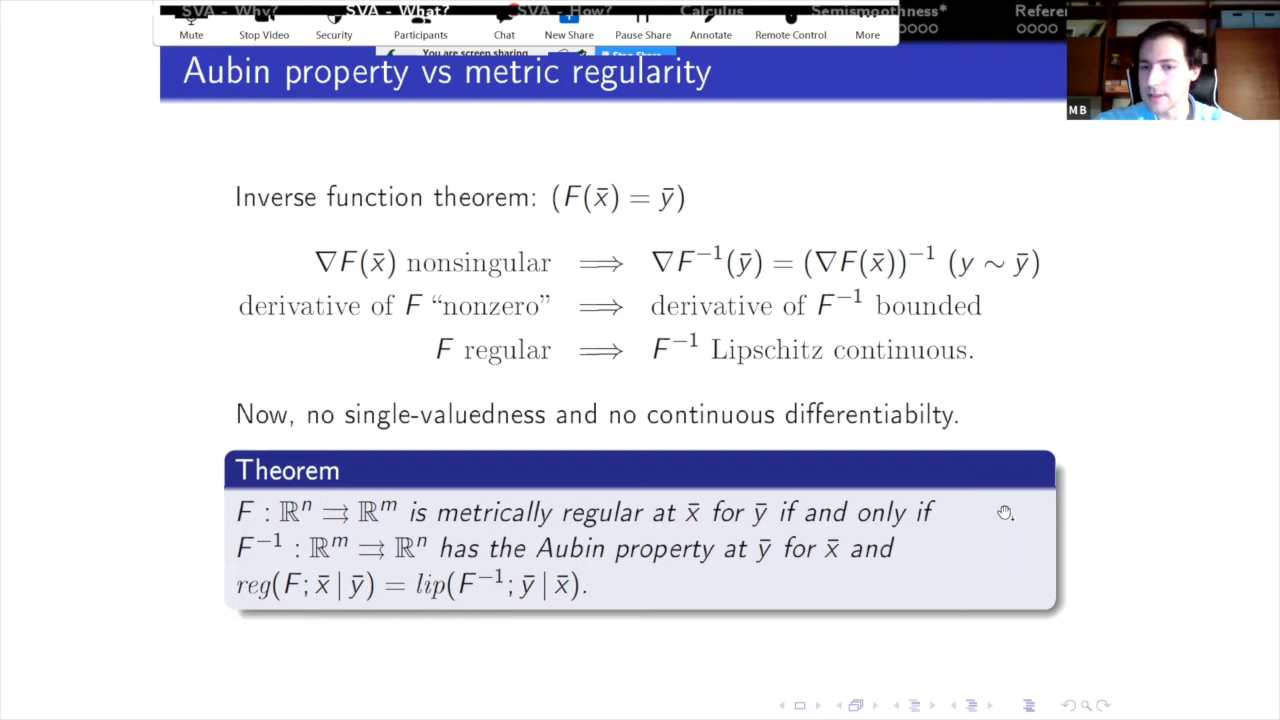 SVA - Why? SVA - What? SVA - How? Calculus Semismoothness* Refere
Mute Stop Video Security Participants Chat New Share Pause Share Annotate Remote Control More
You are screen sharing Stop Share
Aubin property vs metric regularity
MB
Inverse function theorem: (F(x̄) = ȳ)
∇F(x̄) nonsingular ⟹ ∇F⁻¹(ȳ) = (∇F(x̄))⁻¹ (y ∼ ȳ)
derivative of F “nonzero” ⟹ derivative of F⁻¹ bounded
F regular ⟹ F⁻¹ Lipschitz continuous.
Now, no single-valuedness and no continuous differentiabilty.
Theorem
F : ℝⁿ ⇉ ℝᵐ is metrically regular at x̄ for ȳ if and only if
F⁻¹ : ℝᵐ ⇉ ℝⁿ has the Aubin property at ȳ for x̄ and
reg(F; x̄ | ȳ) = lip(F⁻¹; ȳ | x̄).